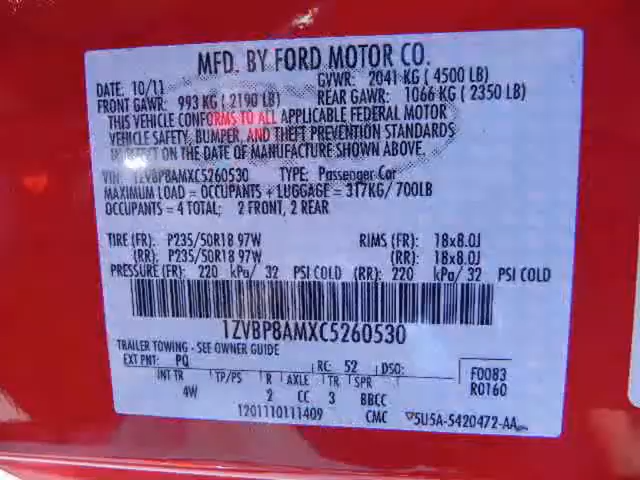 MFD. BY FORD MOTOR CO.
DATE: 10/11 GVWR: 2041 KG (4500 LB)
FRONT GAWR: 993 KG (2190 LB) REAR GAWR: 1066 KG (2350 LB)
THIS VEHICLE CONFORMS TO ALL APPLICABLE FEDERAL MOTOR
VEHICLE SAFETY, BUMPER, AND THEFT PREVENTION STANDARDS
IN EFFECT ON THE DATE OF MANUFACTURE SHOWN ABOVE.
VIN: 1ZVBP8AMXC5260530 TYPE: Passenger Car
MAXIMUM LOAD = OCCUPANTS + LUGGAGE = 317KG/700LB
OCCUPANTS = 4 TOTAL; 2 FRONT, 2 REAR
TIRE (FR): P235/50R18 97W RIMS (FR): 18x8.0J
(RR): P235/50R18 97W (RR): 18x8.0J
PRESSURE (FR): 220 kPa/ 32 PSI COLD (RR): 220 kPa/ 32 PSI COLD
1ZVBP8AMXC5260530
TRAILER TOWING - SEE OWNER GUIDE
EXT PNT: PQ RC: 52 DSO: F0083
INT TR TP/PS R AXLE TR SPR R0160
4W 2 CC 3 BBCC
1201110111409 CMC 5U5A-5420472-AA